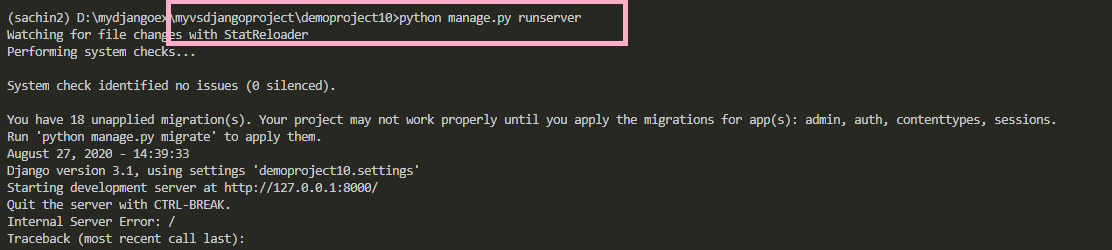 (sachin2) D:\mydjangoex\myvsdjangoproject\demoproject10>python manage.py runserver
Watching for file changes with StatReloader
Performing system checks...
System check identified no issues (0 silenced).
You have 18 unapplied migration(s). Your project may not work properly until you apply the migrations for app(s): admin, auth, contenttypes, sessions.
Run 'python manage.py migrate' to apply them.
August 27, 2020 - 14:39:33
Django version 3.1, using settings 'demoproject10.settings'
Starting development server at http://127.0.0.1:8000/
Quit the server with CTRL-BREAK.
Internal Server Error: /
Traceback (most recent call last):